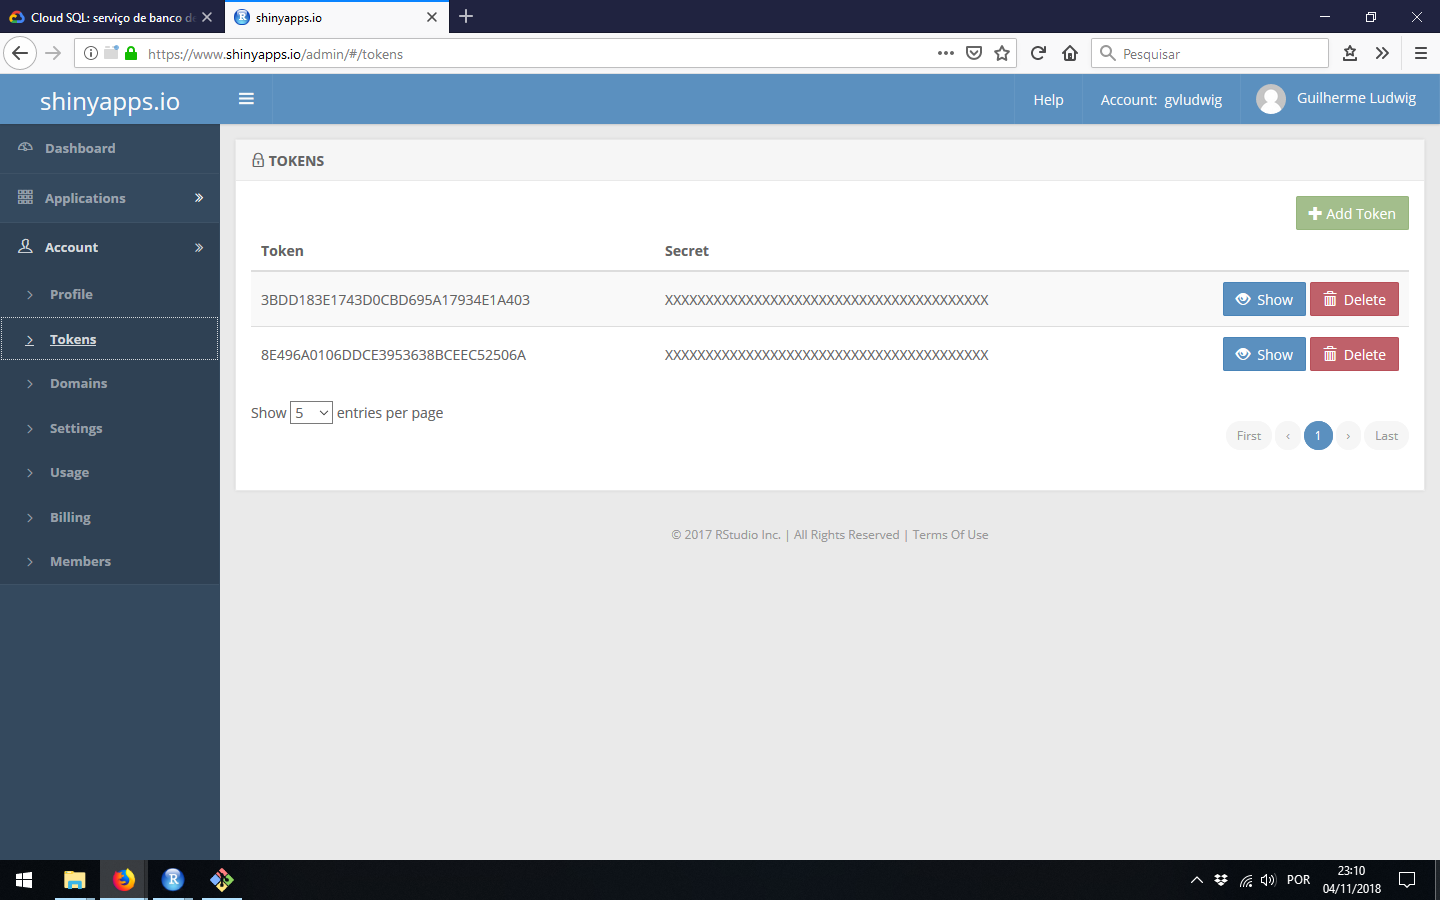 Cloud SQL: serviço de banco de
shinyapps.io
https://www.shinyapps.io/admin/#/tokens
Pesquisar
shinyapps.io
Help
Account: gvludwig
Guilherme Ludwig
Dashboard
Applications
Account
Profile
Tokens
Domains
Settings
Usage
Billing
Members
TOKENS
Add Token
Token Secret
3BDD183E1743D0CBD695A17934E1A403 XXXXXXXXXXXXXXXXXXXXXXXXXXXXXXXXXXXXXXXX Show Delete
8E496A0106DDCE3953638BCEEC52506A XXXXXXXXXXXXXXXXXXXXXXXXXXXXXXXXXXXXXXXX Show Delete
Show 5 entries per page
First ‹ 1 › Last
© 2017 RStudio Inc. | All Rights Reserved | Terms Of Use
POR
23:10
04/11/2018